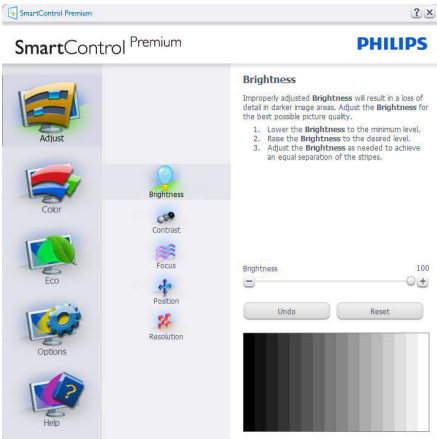 SmartControl Premium
SmartControl Premium
PHILIPS
Adjust
Color
Eco
Options
Help
Brightness
Contrast
Focus
Position
Resolution
Brightness
Improperly adjusted Brightness will result in a loss of
detail in darker image areas. Adjust the Brightness for
the best possible picture quality.
1. Lower the Brightness to the minimum level.
2. Raise the Brightness to the desired level.
3. Adjust the Brightness as needed to achieve
an equal separation of the stripes.
Brightness 100
Undo Reset